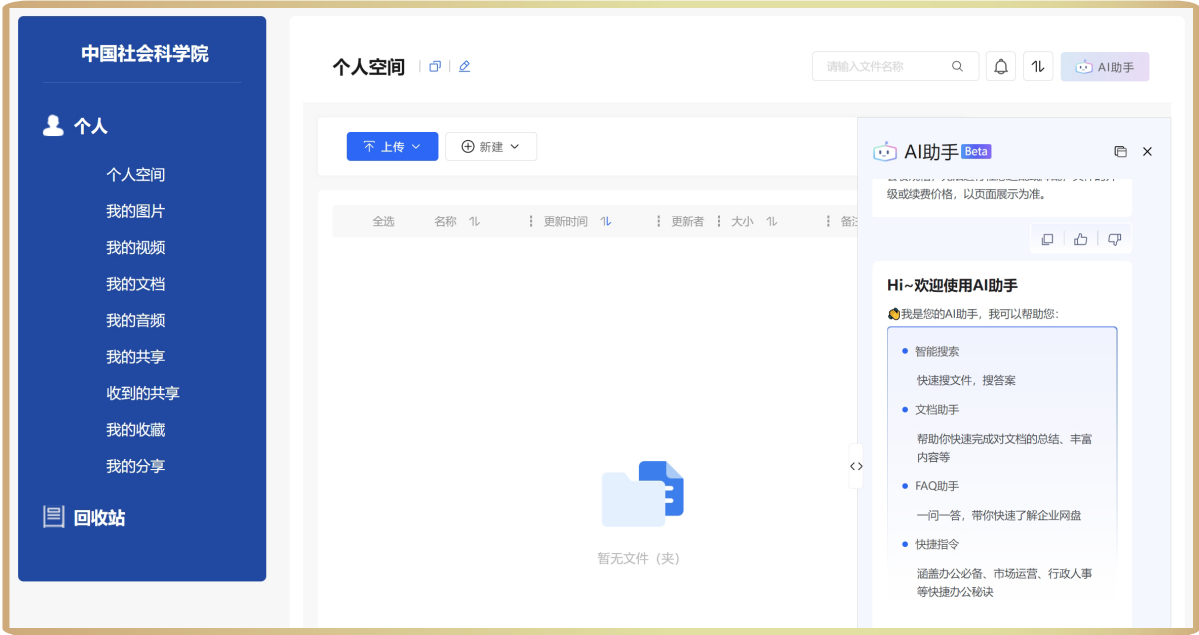 中国社会科学院
个人
个人空间
我的图片
我的视频
我的文档
我的音频
我的共享
收到的共享
我的收藏
我的分享
回收站
个人空间
请输入文件名称
AI助手
上传
新建
全选 名称 更新时间 更新者 大小 备注
暂无文件（夹）
AI助手 Beta
级或续费价格，以页面展示为准。
Hi~欢迎使用AI助手
👏我是您的AI助手，我可以帮助您：
智能搜索
快速搜文件，搜答案
文档助手
帮助你快速完成对文档的总结、丰富
内容等
FAQ助手
一问一答，带你快速了解企业网盘
快捷指令
涵盖办公必备、市场运营、行政人事
等快捷办公秘诀